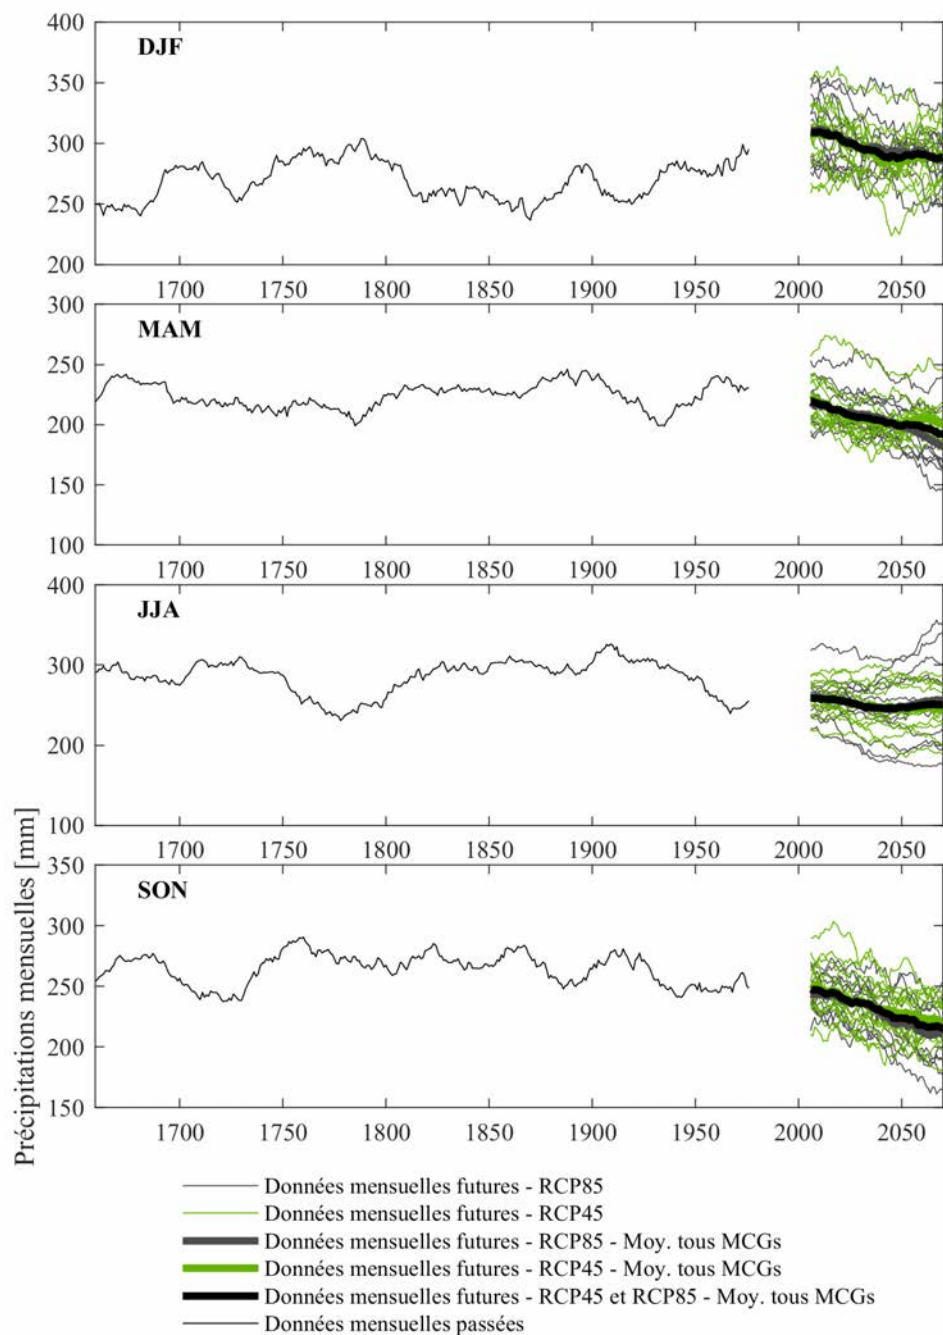 400
DJF
350
300
250
200
1700 1750 1800 1850 1900 1950 2000 2050
300
MAM
250
200
150
100
1700 1750 1800 1850 1900 1950 2000 2050
400
JJA
300
200
100
1700 1750 1800 1850 1900 1950 2000 2050
350
SON
300
250
200
150
1700 1750 1800 1850 1900 1950 2000 2050
Précipitations mensuelles [mm]
Données mensuelles futures - RCP85
Données mensuelles futures - RCP45
Données mensuelles futures - RCP85 - Moy. tous MCGs
Données mensuelles futures - RCP45 - Moy. tous MCGs
Données mensuelles futures - RCP45 et RCP85 - Moy. tous MCGs
Données mensuelles passées